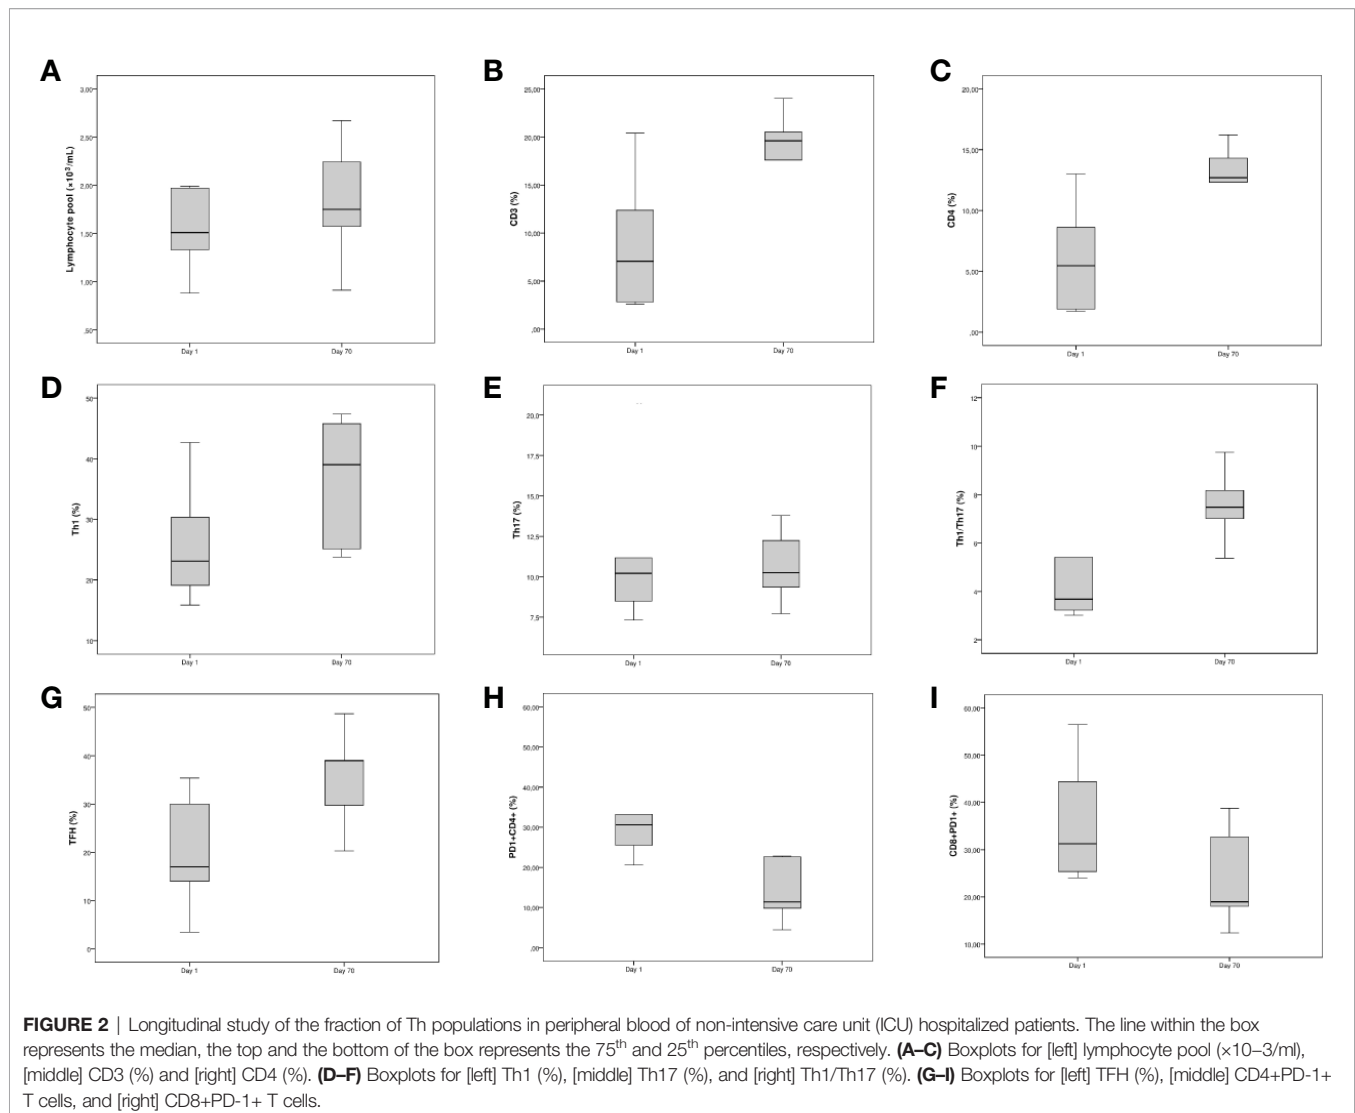 A
B
C
3,00
2,50
2,00
1,50
1,00
,50
Lymphocyte pool (×10³/mL)
Day 1
Day 70
25,00
20,00
15,00
10,00
5,00
,00
CD3 (%)
Day 1
Day 70
20,00
15,00
10,00
5,00
,00
CD4 (%)
Day 1
Day 70
D
E
F
50
40
30
20
10
Th1 (%)
Day 1
Day 70
20,0
17,5
15,0
12,5
10,0
7,5
Th17 (%)
Day 1
Day 70
12
10
8
6
4
2
Th1/Th17 (%)
Day 1
Day 70
G
H
I
50
40
30
20
10
0
TFH (%)
Day 1
Day 70
60,00
50,00
40,00
30,00
20,00
10,00
,00
PD1+CD4+ (%)
Day 1
Day 70
60,00
50,00
40,00
30,00
20,00
10,00
CD8+PD1+ (%)
Day 1
Day 70
FIGURE 2 | Longitudinal study of the fraction of Th populations in peripheral blood of non-intensive care unit (ICU) hospitalized patients. The line within the box
represents the median, the top and the bottom of the box represents the 75th and 25th percentiles, respectively. (A–C) Boxplots for [left] lymphocyte pool (×10−3/ml),
[middle] CD3 (%) and [right] CD4 (%). (D–F) Boxplots for [left] Th1 (%), [middle] Th17 (%), and [right] Th1/Th17 (%). (G–I) Boxplots for [left] TFH (%), [middle] CD4+PD-1+
T cells, and [right] CD8+PD-1+ T cells.